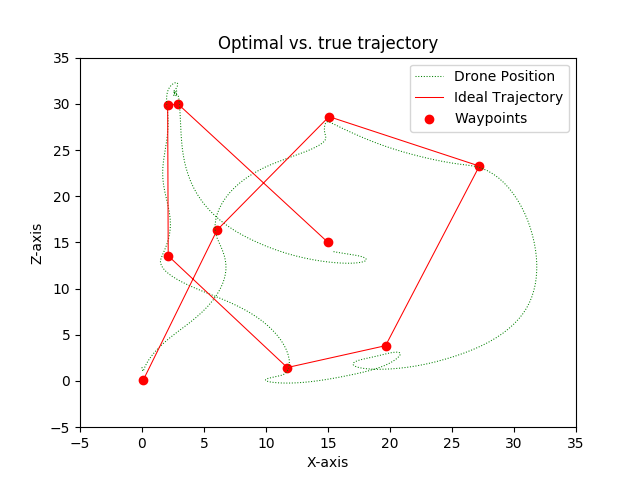 Optimal vs. true trajectory
Drone Position
Ideal Trajectory
Waypoints
35
30
25
20
15
10
5
0
−5
Z-axis
−5 0 5 10 15 20 25 30 35
X-axis